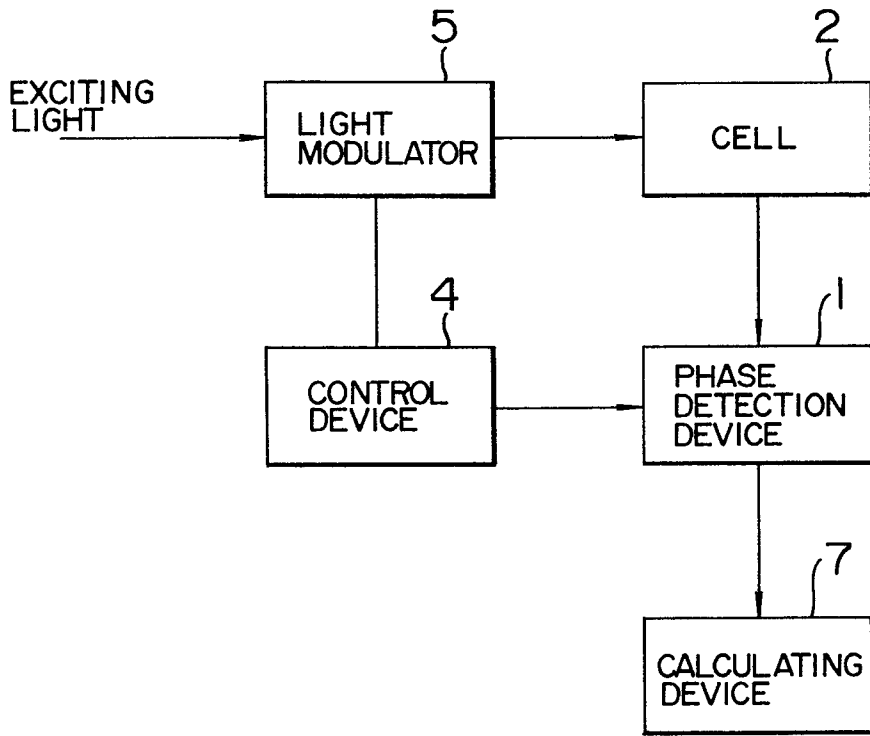 5
2
EXCITING
LIGHT
LIGHT
MODULATOR
CELL
4
1
CONTROL
DEVICE
PHASE
DETECTION
DEVICE
7
CALCULATING
DEVICE